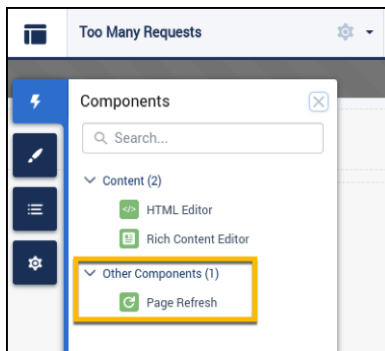 Too Many Requests
Components
Search...
Content (2)
</> HTML Editor
Rich Content Editor
Other Components (1)
Page Refresh